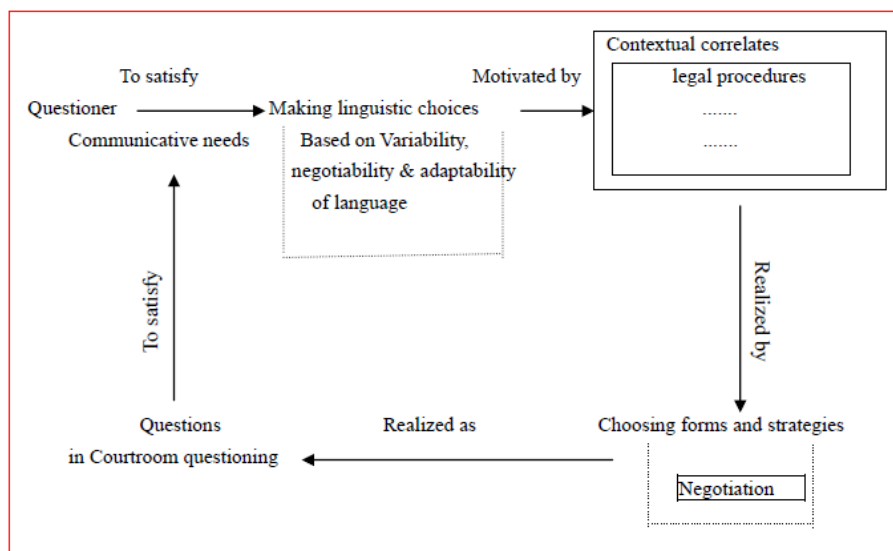 Contextual correlates
To satisfy
Motivated by
legal procedures
Questioner
Making linguistic choices
.......
Communicative needs
Based on Variability,
.......
negotiability & adaptability
of language
To satisfy
Realized by
Questions
Realized as
Choosing forms and strategies
in Courtroom questioning
Negotiation